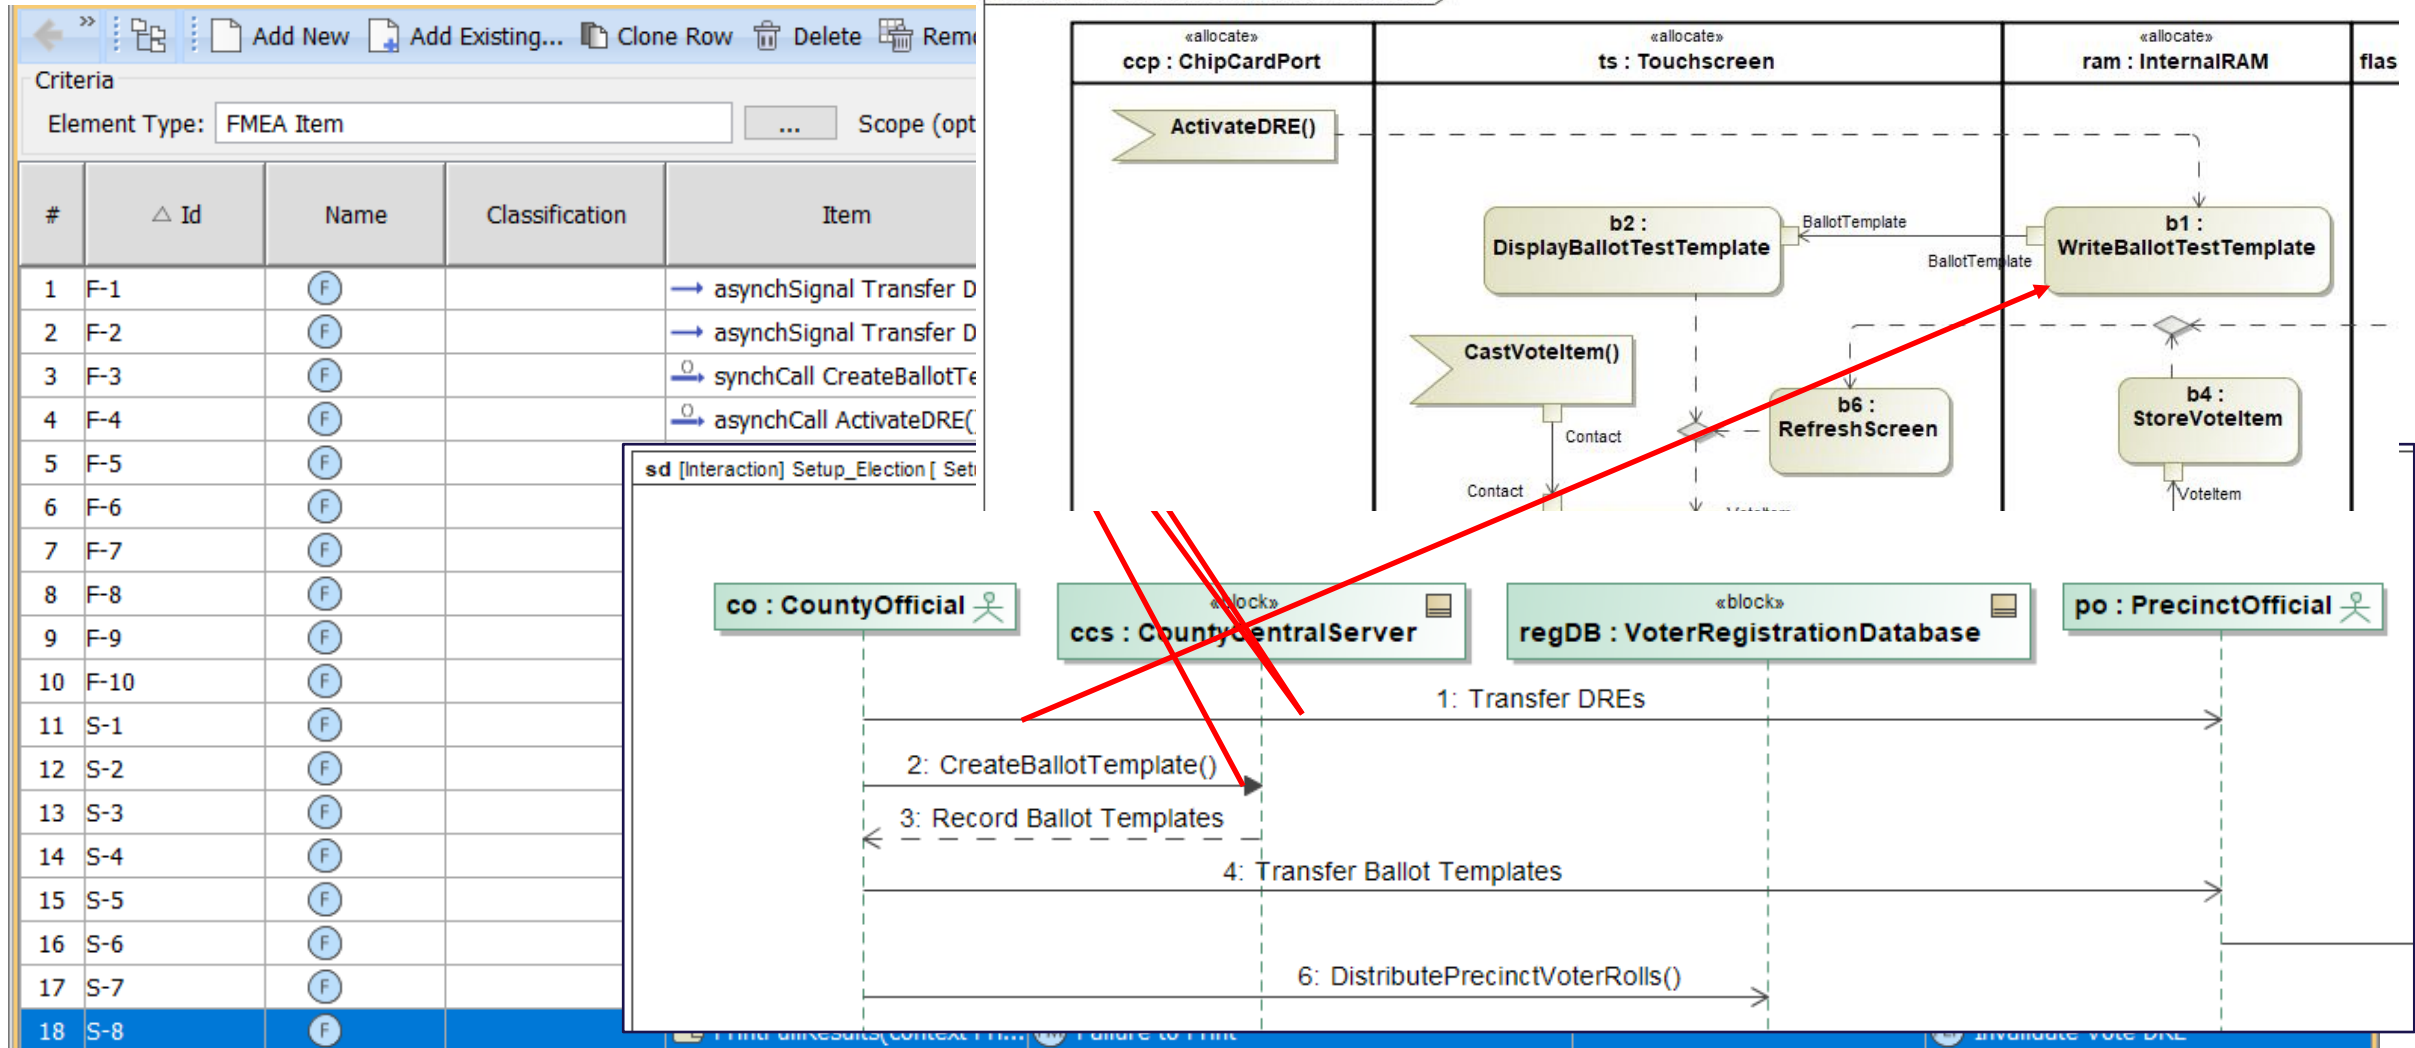 »
Add New
Add Existing...
Clone Row
Delete
Criteria
Element Type:
FMEA Item
...
#
△ Id
Name
Classification
Item
1 F-1 F asynchSignal Transfer D
2 F-2 F asynchSignal Transfer D
3 F-3 F synchCall CreateBallotTe
4 F-4 F asynchCall ActivateDRE(
5 F-5 F
6 F-6 F
7 F-7 F
8 F-8 F
9 F-9 F
10 F-10 F
11 S-1 F
12 S-2 F
13 S-3 F
14 S-4 F
15 S-5 F
16 S-6 F
17 S-7 F
18 S-8 F
«allocate»
ccp : ChipCardPort
«allocate»
ts : Touchscreen
«allocate»
ram : InternalRAM
flas
ActivateDRE()
b2 :
DisplayBallotTestTemplate
BallotTemplate
BallotTemplate
b1 :
WriteBallotTestTemplate
CastVoteItem()
Contact
Contact
b6 :
RefreshScreen
b4 :
StoreVoteItem
VoteItem
sd [Interaction] Setup_Election [ Setu
co : CountyOfficial
«block»
ccs : CountyCentralServer
«block»
regDB : VoterRegistrationDatabase
po : PrecinctOfficial
1: Transfer DREs
2: CreateBallotTemplate()
3: Record Ballot Templates
4: Transfer Ballot Templates
6: DistributePrecinctVoterRolls()